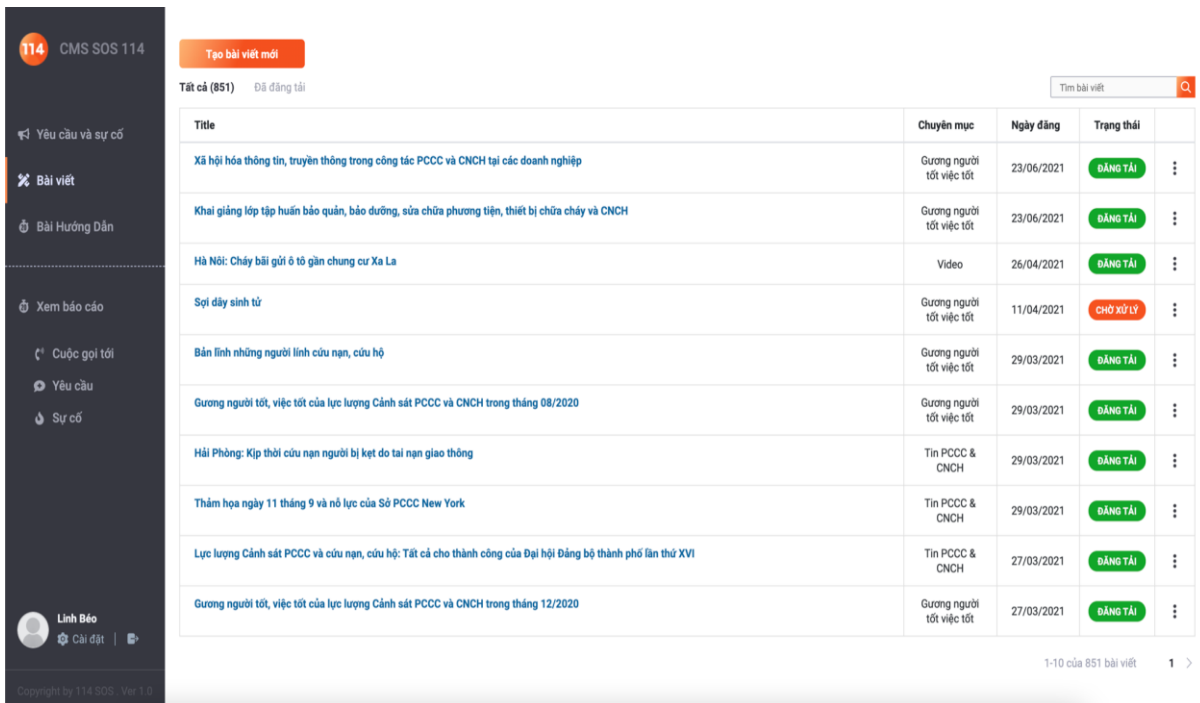 114 CMS SOS 114
Yêu cầu và sự cố
Bài viết
Bài Hướng Dẫn
Xem báo cáo
Cuộc gọi tới
Yêu cầu
Sự cố
Linh Béo
Cài đặt |
Copyright by 114 SOS . Ver 1.0
Tạo bài viết mới
Tất cả (851) Đã đăng tải
Tìm bài viết
Title Chuyên mục Ngày đăng Trạng thái
Xã hội hóa thông tin, truyền thông trong công tác PCCC và CNCH tại các doanh nghiệp Gương người
tốt việc tốt 23/06/2021 ĐĂNG TẢI
Khai giảng lớp tập huấn bảo quản, bảo dưỡng, sửa chữa phương tiện, thiết bị chữa cháy và CNCH Gương người
tốt việc tốt 23/06/2021 ĐĂNG TẢI
Hà Nôi: Cháy bãi gửi ô tô gần chung cư Xa La Video 26/04/2021 ĐĂNG TẢI
Sợi dây sinh tử Gương người
tốt việc tốt 11/04/2021 CHỜ XỬ LÝ
Bản lĩnh những người lính cứu nạn, cứu hộ Gương người
tốt việc tốt 29/03/2021 ĐĂNG TẢI
Gương người tốt, việc tốt của lực lượng Cảnh sát PCCC và CNCH trong tháng 08/2020 Gương người
tốt việc tốt 29/03/2021 ĐĂNG TẢI
Hải Phòng: Kịp thời cứu nạn người bị kẹt do tai nạn giao thông Tin PCCC &
CNCH 29/03/2021 ĐĂNG TẢI
Thảm họa ngày 11 tháng 9 và nỗ lực của Sở PCCC New York Tin PCCC &
CNCH 29/03/2021 ĐĂNG TẢI
Lực lượng Cảnh sát PCCC và cứu nạn, cứu hộ: Tất cả cho thành công của Đại hội Đảng bộ thành phố lần thứ XVI Tin PCCC &
CNCH 27/03/2021 ĐĂNG TẢI
Gương người tốt, việc tốt của lực lượng Cảnh sát PCCC và CNCH trong tháng 12/2020 Gương người
tốt việc tốt 27/03/2021 ĐĂNG TẢI
1-10 của 851 bài viết 1 >